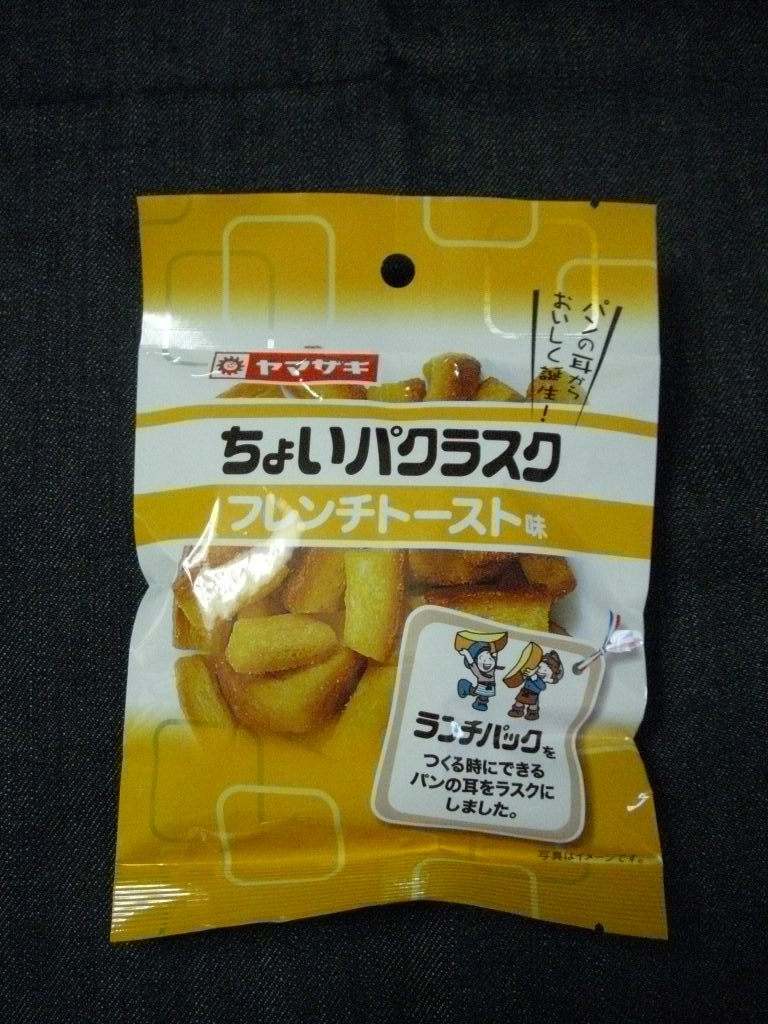 パンの耳から
おいしく誕生!
ヤマザキ
ちょいパクラスク
フレンチトースト味
ランチパックを
つくる時にできる
パンの耳をラスクに
しました。
写真はイメージです。